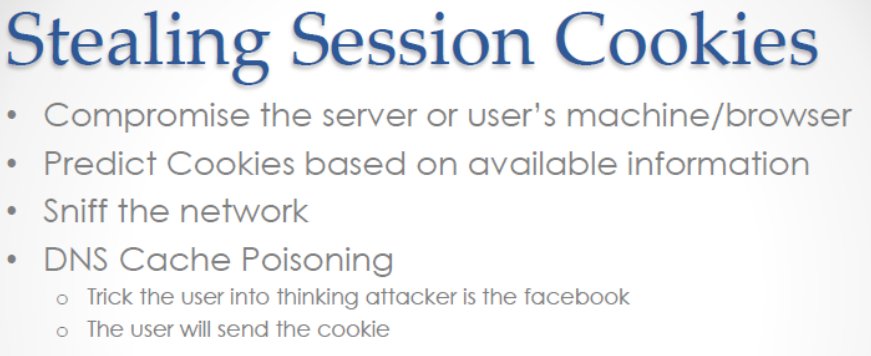 Stealing Session Cookies
• Compromise the server or user's machine/browser
• Predict Cookies based on available information
• Sniff the network
• DNS Cache Poisoning
o Trick the user into thinking attacker is the facebook
o The user will send the cookie